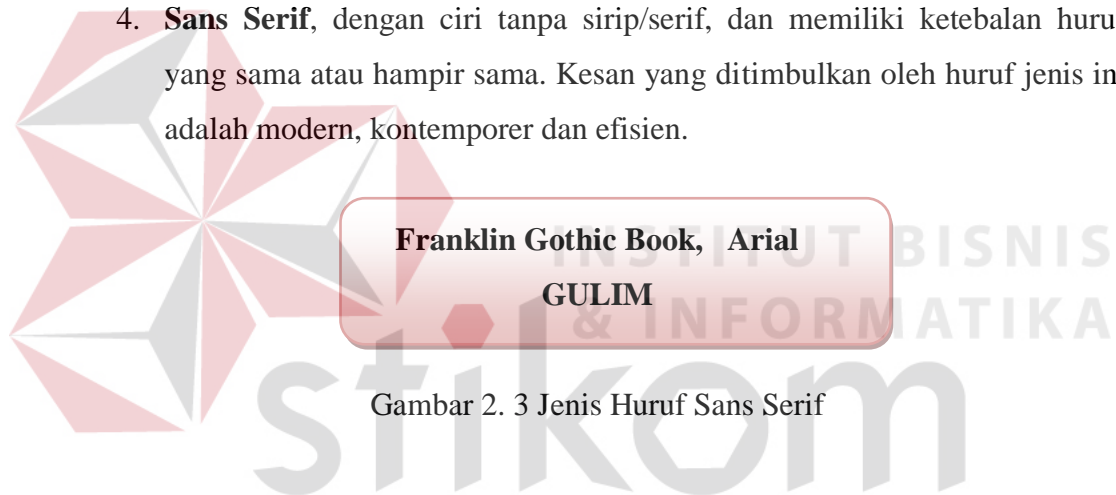 4. Sans Serif, dengan ciri tanpa sirip/serif, dan memiliki ketebalan huru
yang sama atau hampir sama. Kesan yang ditimbulkan oleh huruf jenis in
adalah modern, kontemporer dan efisien.
Franklin Gothic Book, Arial
GULIM
INSTITUT BISNIS
& INFORMATIKA
stikom
Gambar 2. 3 Jenis Huruf Sans Serif